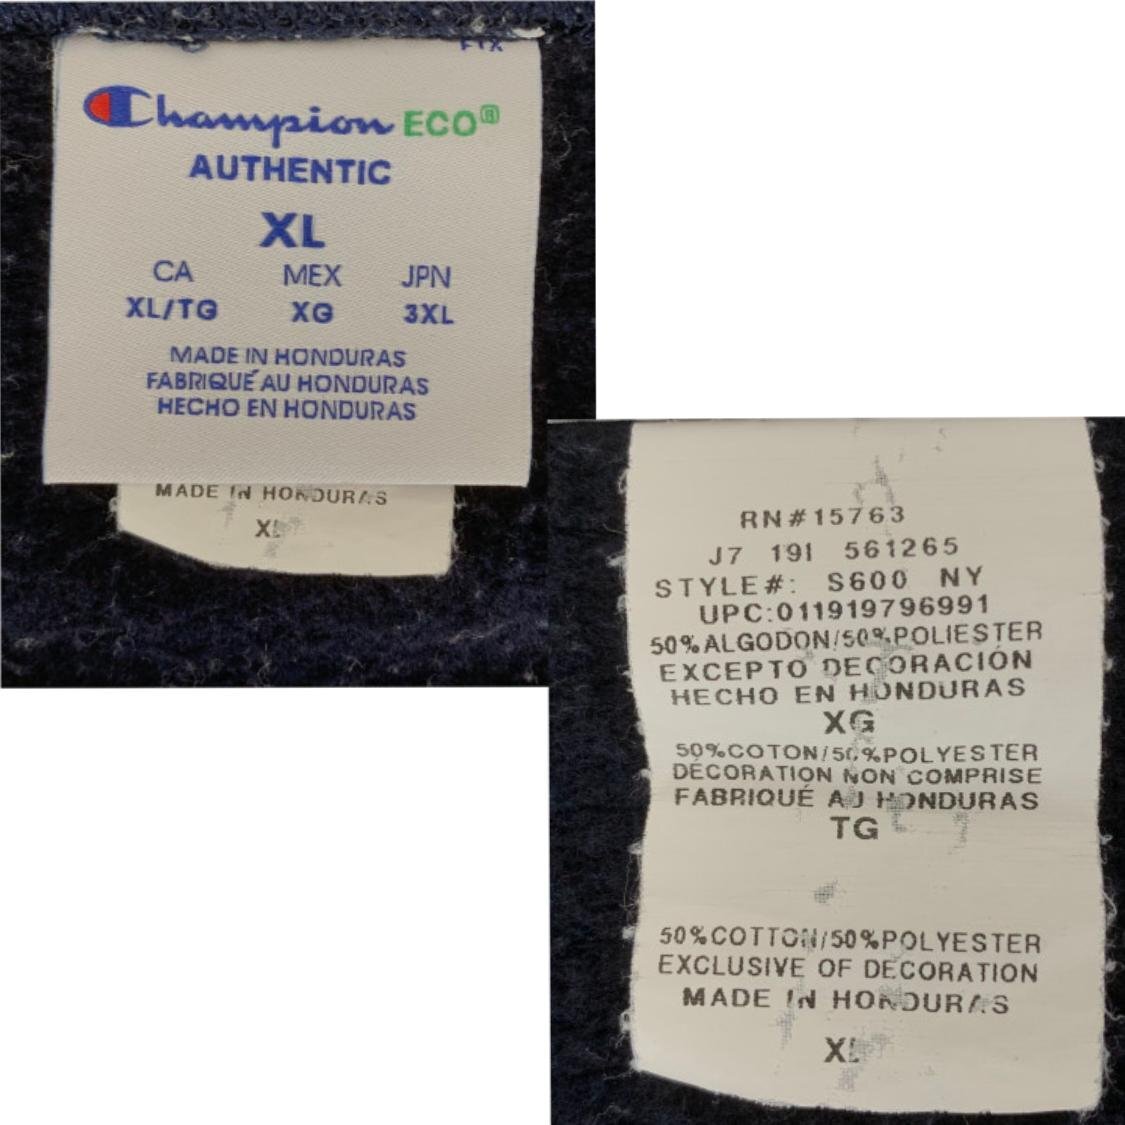 Champion ECO®
AUTHENTIC
XL
CA MEX JPN
XL/TG XG 3XL
MADE IN HONDURAS
FABRIQUÉ AU HONDURAS
HECHO EN HONDURAS
MADE IN HONDURAS
XL
RN#15763
J7 191 561265
STYLE#: S600 NY
UPC:011919796991
50%ALGODON/50%POLIESTER
EXCEPTO DECORACIÓN
HECHO EN HONDURAS
XG
50%COTON/50%POLYESTER
DÉCORATION NON COMPRISE
FABRIQUÉ AU HONDURAS
TG
50%COTTON/50%POLYESTER
EXCLUSIVE OF DECORATION
MADE IN HONDURAS
XL